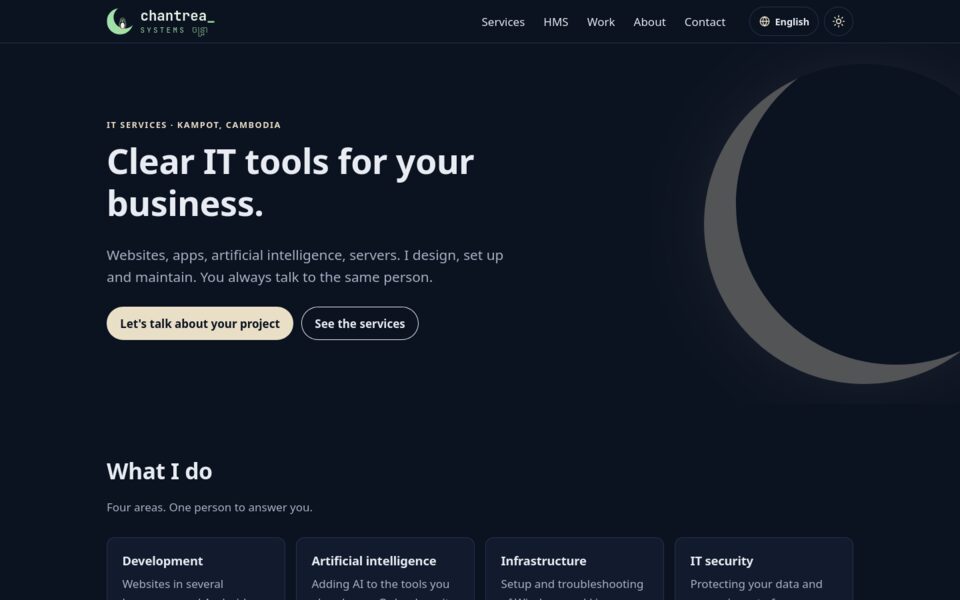 chantrea_
SYSTEMS
Services
HMS
Work
About
Contact
English
IT SERVICES · KAMPOT, CAMBODIA
Clear IT tools for your
business.
Websites, apps, artificial intelligence, servers. I design, set up
and maintain. You always talk to the same person.
Let's talk about your project
See the services
What I do
Four areas. One person to answer you.
Development
Websites in several
Artificial intelligence
Adding AI to the tools you
Infrastructure
Setup and troubleshooting
IT security
Protecting your data and